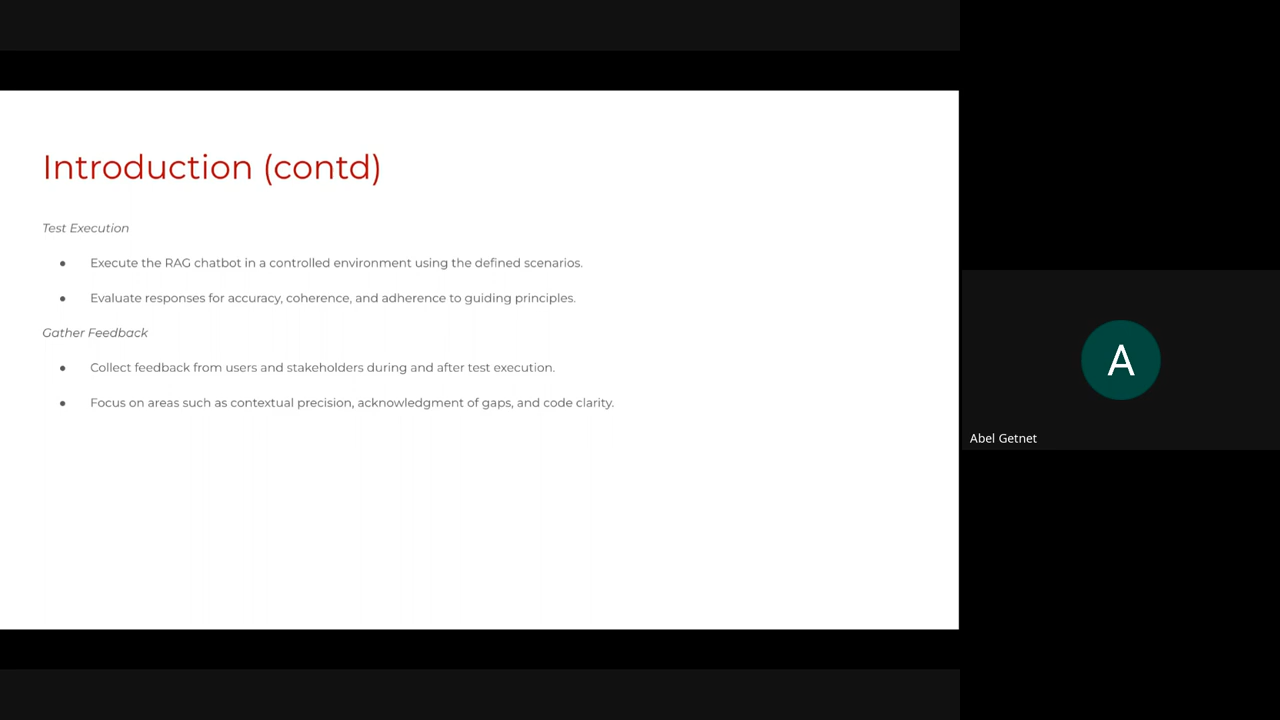 Introduction (contd)
Test Execution
● Execute the RAG chatbot in a controlled environment using the defined scenarios.
● Evaluate responses for accuracy, coherence, and adherence to guiding principles.
Gather Feedback
● Collect feedback from users and stakeholders during and after test execution.
● Focus on areas such as contextual precision, acknowledgment of gaps, and code clarity.
A
Abel Getnet